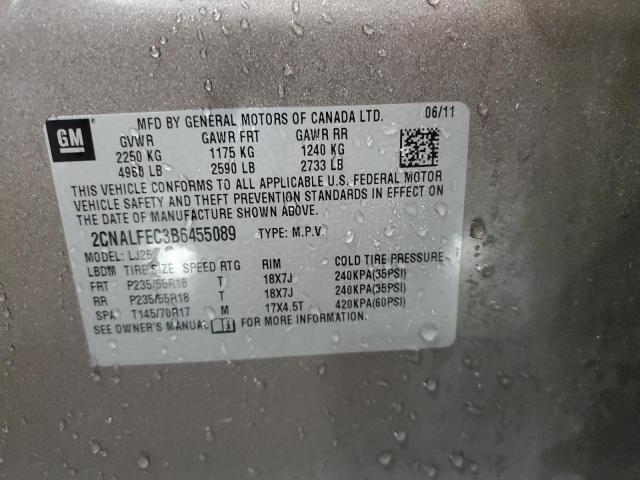 GM
MFD BY GENERAL MOTORS OF CANADA LTD. 06/11
GVWR GAWR FRT GAWR RR
2250 KG 1175 KG 1240 KG
4960 LB 2590 LB 2733 LB
THIS VEHICLE CONFORMS TO ALL APPLICABLE U.S. FEDERAL MOTOR
VEHICLE SAFETY AND THEFT PREVENTION STANDARDS IN EFFECT ON
THE DATE OF MANUFACTURE SHOWN ABOVE.
2CNALFEC3B6455089 TYPE: M.P.V.
MODEL: LJ26
LBDM TIRE SIZE SPEED RTG RIM COLD TIRE PRESSURE
FRT P235/55R18 T 18X7J 240KPA(35PSI)
RR P235/55R18 T 18X7J 240KPA(35PSI)
SPA T145/70R17 M 17X4.5T 420KPA(60PSI)
SEE OWNER'S MANUAL FOR MORE INFORMATION.